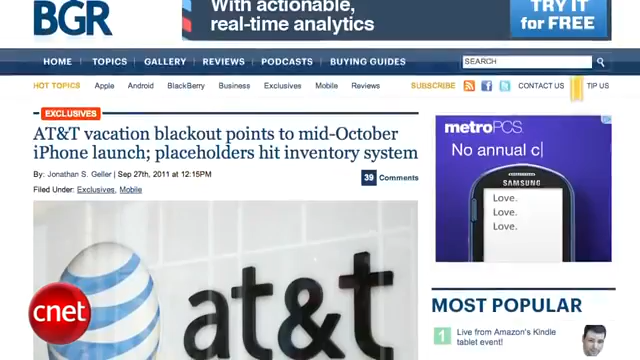 BGR
With actionable,
real-time analytics
TRY IT
for FREE
HOME TOPICS GALLERY REVIEWS PODCASTS BUYING GUIDES SEARCH
HOT TOPICS Apple Android BlackBerry Business Exclusives Mobile Reviews SUBSCRIBE CONTACT US TIP US
EXCLUSIVES
AT&T vacation blackout points to mid-October
iPhone launch; placeholders hit inventory system
By: Jonathan S. Geller | Sep 27th, 2011 at 12:15PM
39 Comments
Filed Under: Exclusives, Mobile
at&t
cnet
metroPCS.
No annual c
SAMSUNG
Love.
Love.
Love.
MOST POPULAR
1 Live from Amazon's Kindle
tablet event!